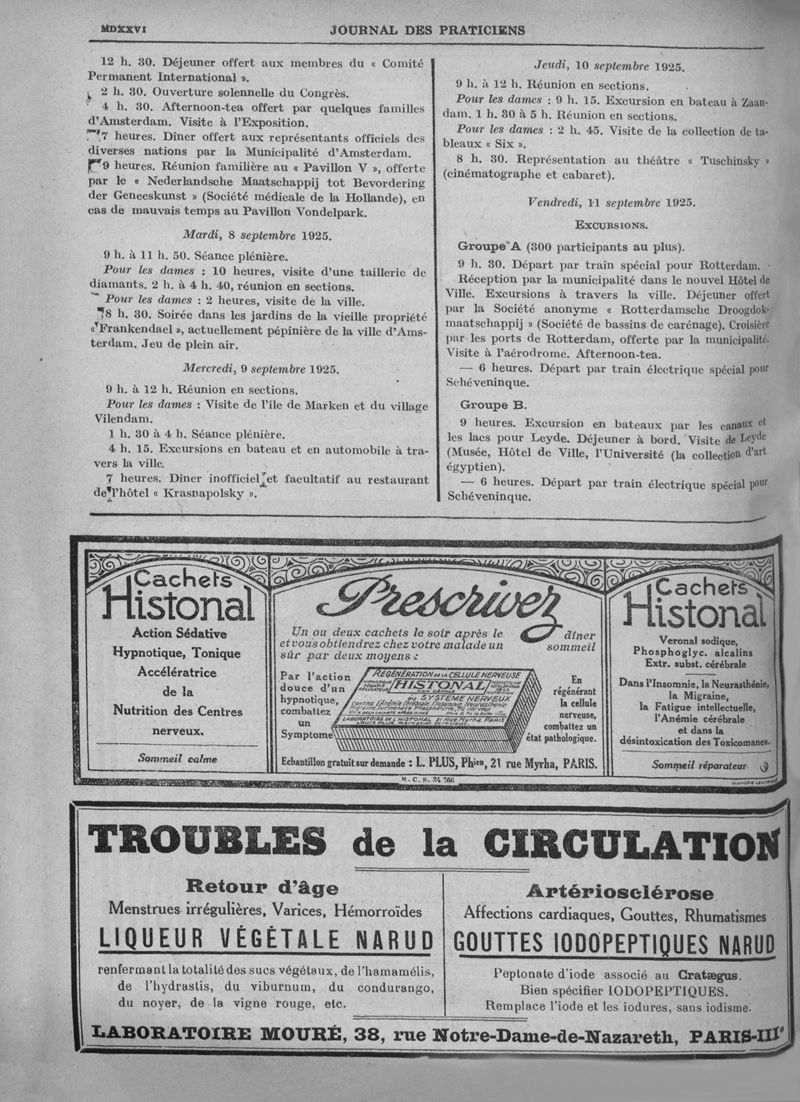 MDXXVI
JOURNAL DES PRATICIENS
12 h. 30. Déjeuner offert aux membres du « Comité
Permanent International ».
2 h. 30. Ouverture solennelle du Congrès.
4 h. 30. Afternoon-tea offert par quelques familles
d'Amsterdam. Visite à l'Exposition.
7 heures. Dîner offert aux représentants officiels des
diverses nations par la Municipalité d'Amsterdam.
9 heures. Réunion familière au « Pavillon V », offerte
par le « Nederlandsche Maatschappij tot Bevordering
der Geneeskunst » (Société médicale de la Hollande), en
cas de mauvais temps au Pavillon Vondelpark.
Mardi, 8 septembre 1925.
9 h. à 11 h. 50. Séance plénière.
Pour les dames : 10 heures, visite d'une taillerie de
diamants. 2 h. à 4 h. 40, réunion en sections.
Pour les dames : 2 heures, visite de la ville.
8 h. 30. Soirée dans les jardins de la vieille propriété
« Frankendael », actuellement pépinière de la ville d'Ams-
terdam. Jeu de plein air.
Mercredi, 9 septembre 1925.
9 h. à 12 h. Réunion en sections.
Pour les dames : Visite de l'île de Marken et du village
Vilendam.
1 h. 30 à 4 h. Séance plénière.
4 h. 15. Excursions en bateau et en automobile à tra-
vers la ville.
7 heures. Dîner inofficiel et facultatif au restaurant
de l'hôtel « Krasnapolsky ».
Jeudi, 10 septembre 1925.
9 h. à 12 h. Réunion en sections.
Pour les dames : 9 h. 15. Excursion en bateau à Zaan-
dam. 1 h. 30 à 5 h. Réunion en sections.
Pour les dames : 2 h. 45. Visite de la collection de ta-
bleaux « Six ».
8 h. 30. Représentation au théâtre « Tuschinsky »
(cinématographe et cabaret).
Vendredi, 11 septembre 1925.
EXCURSIONS.
Groupe A (300 participants au plus).
9 h. 30. Départ par train spécial pour Rotterdam.
Réception par la municipalité dans le nouvel Hôtel de
Ville. Excursions à travers la ville. Déjeuner offert
par la Société anonyme « Rotterdamsche Droogdok-
maatschappij » (Société de bassins de carénage). Croisière
par les ports de Rotterdam, offerte par la municipalité.
Visite à l'aérodrome. Afternoon-tea.
— 6 heures. Départ par train électrique spécial pour
Schéveninque.
Groupe B.
9 heures. Excursion en bateaux par les canaux et
les lacs pour Leyde. Déjeuner à bord. Visite de Leyde
(Musée, Hôtel de Ville, l'Université (la collection d'art
égyptien).
— 6 heures. Départ par train électrique spécial pour
Schéveninque.
Cachets
Histonal
Action Sédative
Hypnotique, Tonique
Accélératrice
de la
Nutrition des Centres
nerveux.
Sommeil calme
Prescrivez
Un ou deux cachets le soir après le dîner
et vous obtiendrez chez votre malade un sommeil
sûr par deux moyens :
Par l'action
douce d'un
hypnotique,
combattez
un
Symptome
REGÉNÉRATION DE LA CELLULE NERVEUSE
HISTONAL
DU SYSTÈME NERVEUX
LABORATOIRE DE L'HISTONAL, 21 Rue Myrha, PARIS
En
régénérant
la cellule
nerveuse,
combattez un
état pathologique.
Echantillon gratuit sur demande : L. PLUS, Phien, 21 rue Myrha, PARIS.
R. C. S. 34.766
Cachets
Histonal
Veronal sodique,
Phosphoglyc. alcalins
Extr. subst. cérébrale
Dans l'Insomnie, la Neurasthénie,
la Migraine,
la Fatigue intellectuelle,
l'Anémie cérébrale
et dans la
désintoxication des Toxicomanes.
Sommeil réparateur
TROUBLES de la CIRCULATION
Retour d'âge
Menstrues irrégulières, Varices, Hémorroïdes
LIQUEUR VÉGÉTALE NARUD
renfermant la totalité des sucs végétaux, de l'hamamélis,
de l'hydrastis, du viburnum, du condurango,
du noyer, de la vigne rouge, etc.
Artériosclérose
Affections cardiaques, Gouttes, Rhumatismes
GOUTTES IODOPEPTIQUES NARUD
Peptonate d'iode associé au Cratægus.
Bien spécifier IODOPEPTIQUES.
Remplace l'iode et les iodures, sans iodisme.
LABORATOIRE MOURÉ, 38, rue Notre-Dame-de-Nazareth, PARIS-IIIe